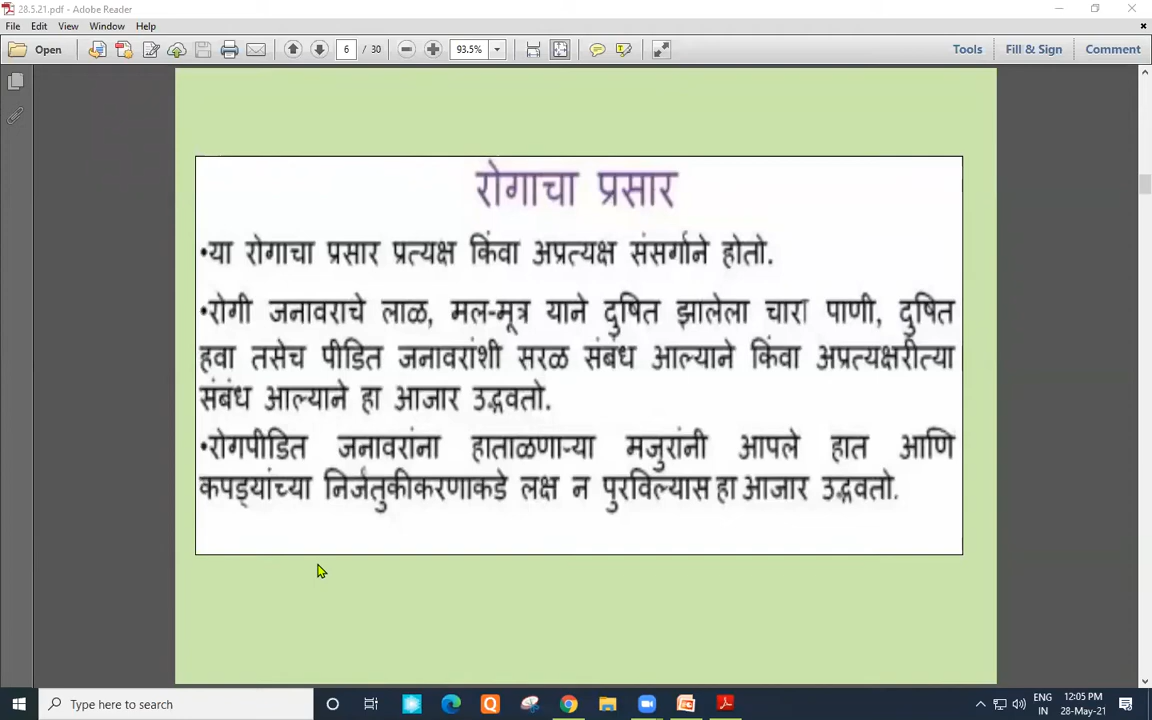 28.5.21.pdf - Adobe Reader
File Edit View Window Help
Open 6 / 30 93.5% Tools Fill & Sign Comment
रोगाचा प्रसार
•या रोगाचा प्रसार प्रत्यक्ष किंवा अप्रत्यक्ष संसर्गाने होतो.
•रोगी जनावराचे लाळ, मल-मूत्र याने दुषित झालेला चारा पाणी, दुषित
हवा तसेच पीडित जनावरांशी सरळ संबंध आल्याने किंवा अप्रत्यक्षरीत्या
संबंध आल्याने हा आजार उद्भवतो.
•रोगपीडित जनावरांना हाताळणाऱ्या मजुरांनी आपले हात आणि
कपड्यांच्या निर्जंतुकीकरणाकडे लक्ष न पुरविल्यास हा आजार उद्भवतो.
Type here to search
ENG 12:05 PM
IN 28-May-21